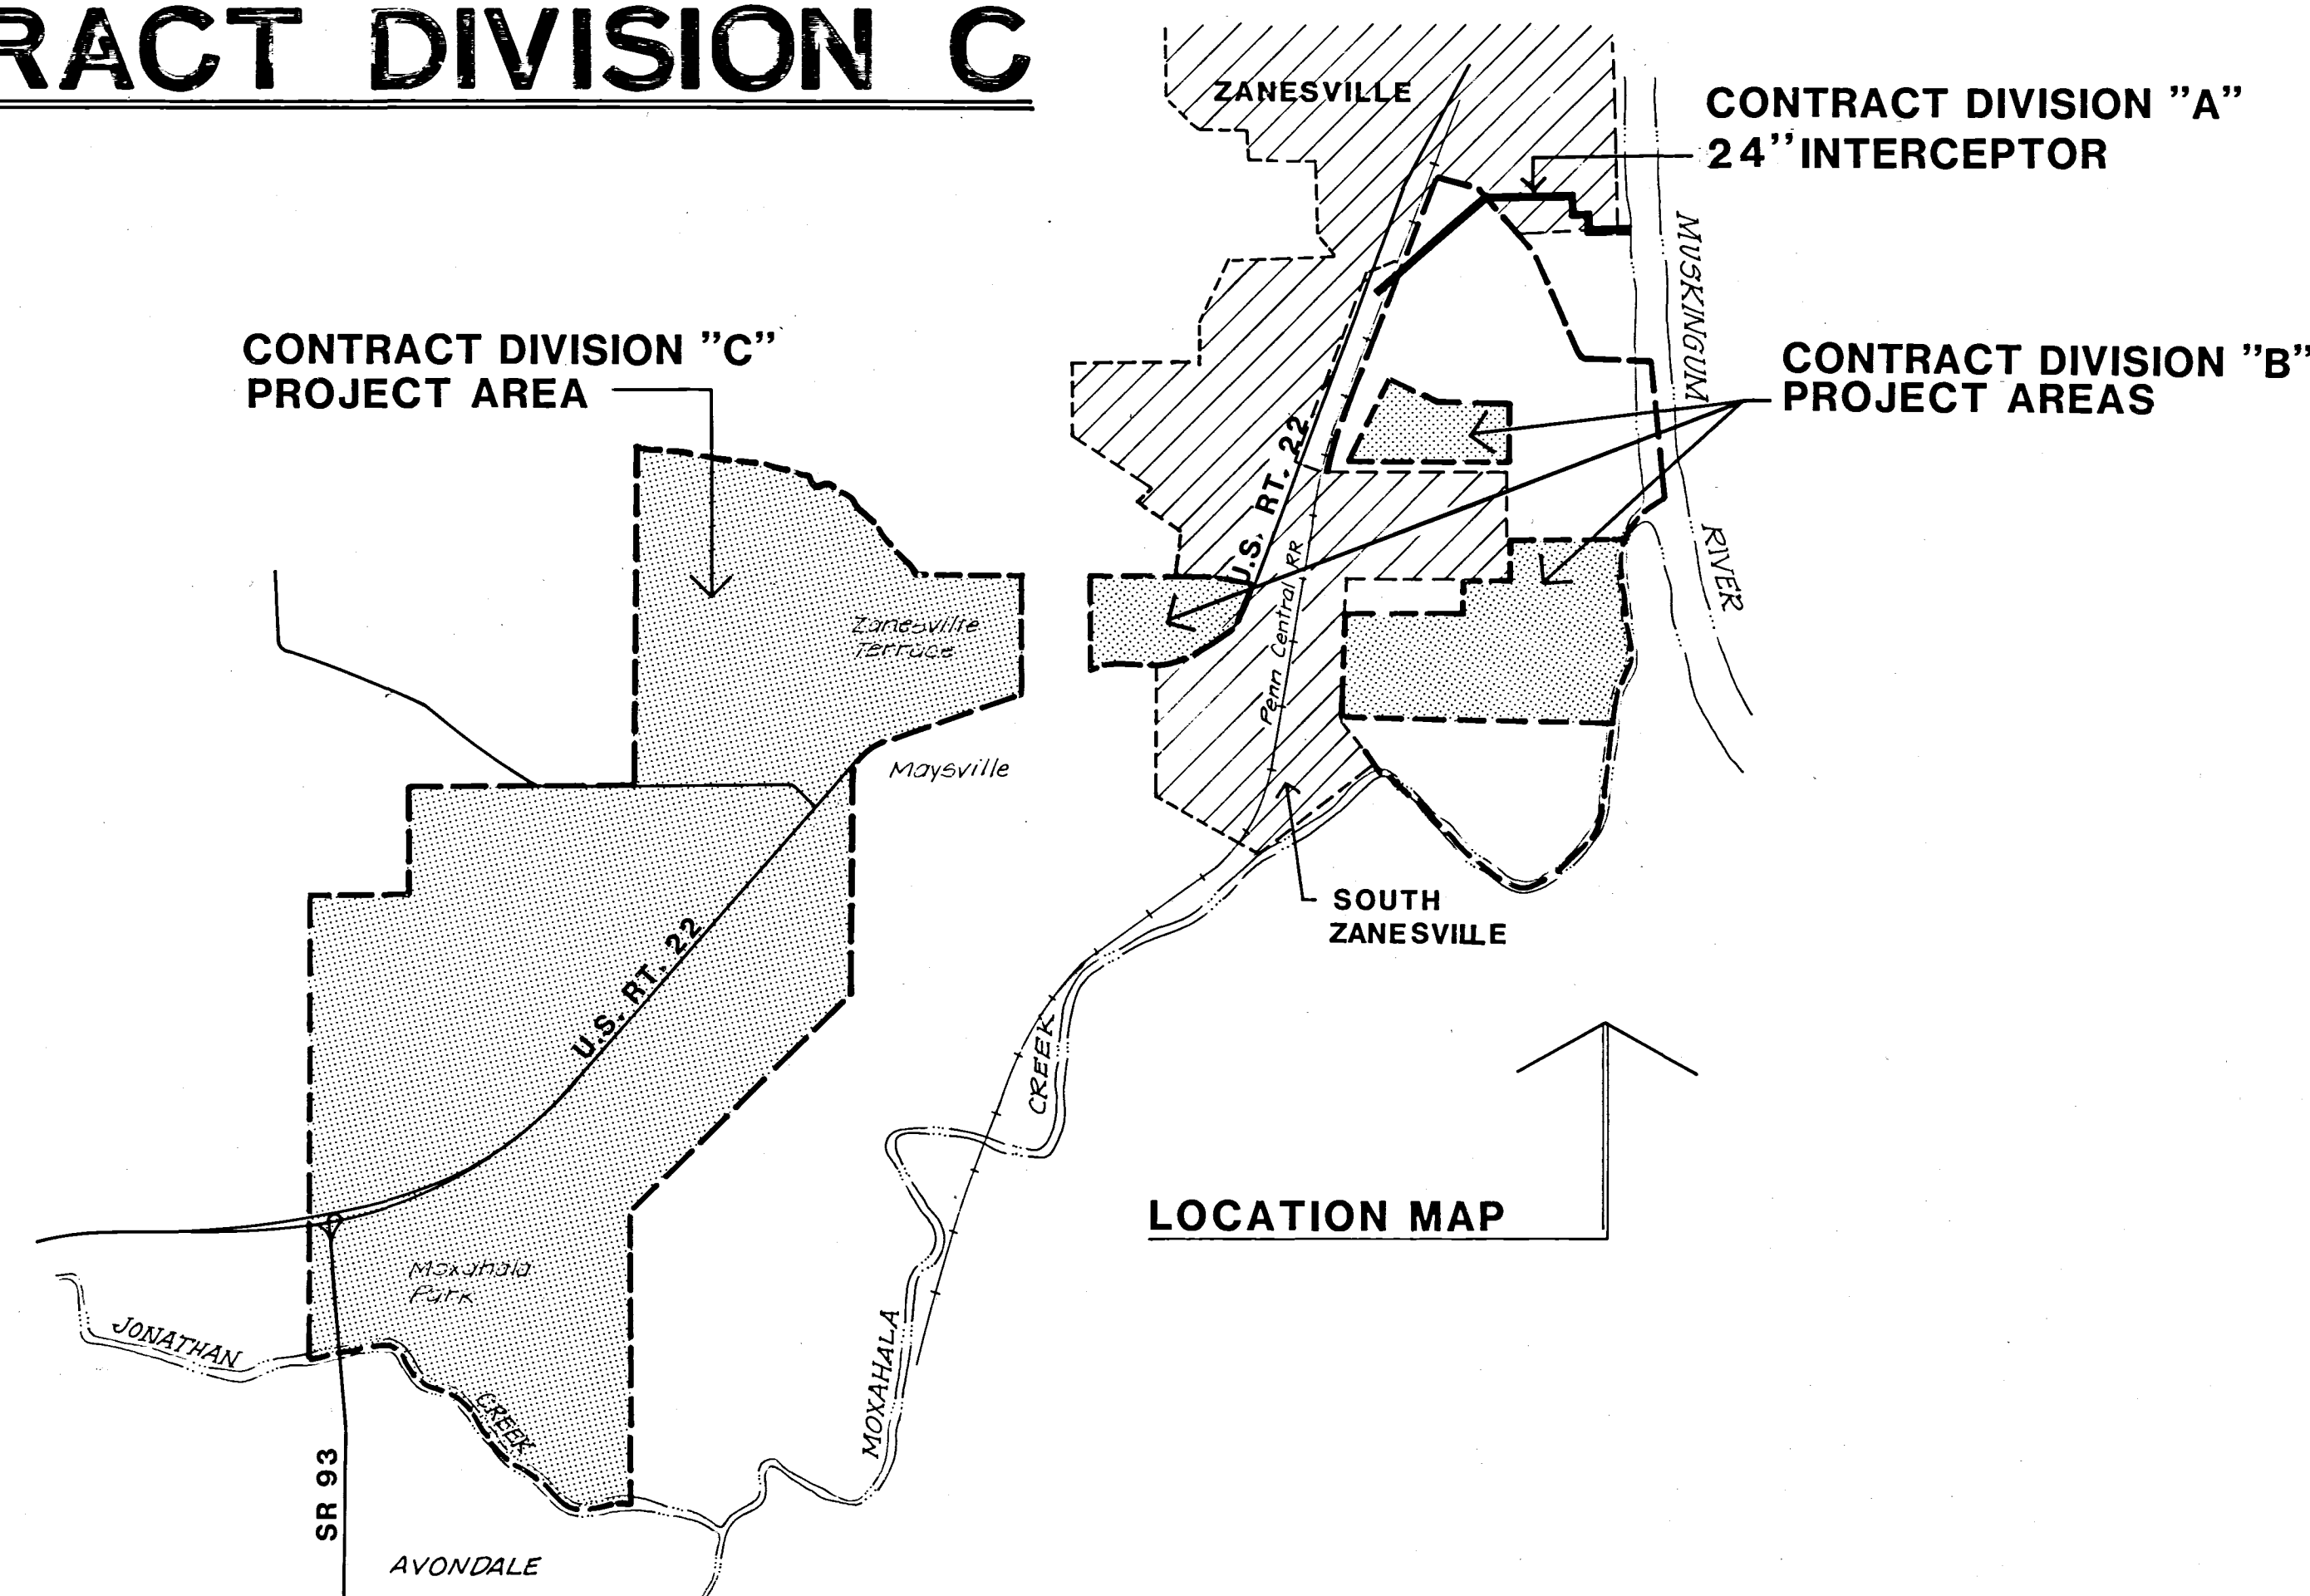 RACT DIVISION C
ZANESVILLE
CONTRACT DIVISION "A"
24" INTERCEPTOR
MUSKINGUM
RIVER
CONTRACT DIVISION "C"
PROJECT AREA
CONTRACT DIVISION "B"
PROJECT AREAS
U.S. RT. 22
Penn Central RR
Zanesville
Terrace
Maysville
SOUTH
ZANESVILLE
U.S. RT. 22
CREEK
LOCATION MAP
Moxahala
Park
JONATHAN
CREEK
MOXAHALA
SR 93
AVONDALE